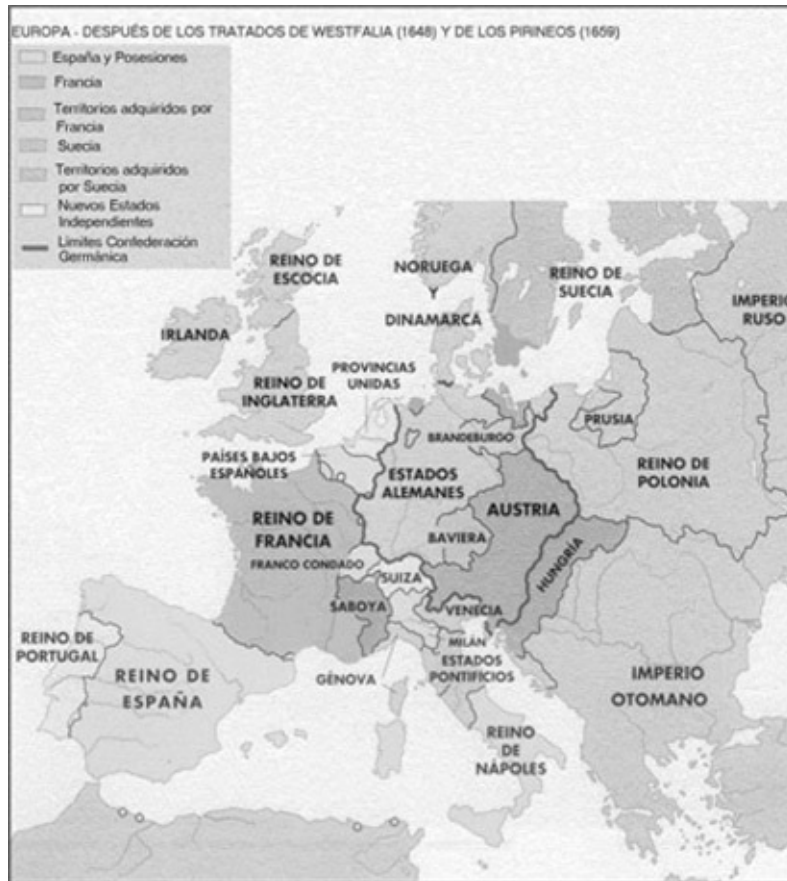 EUROPA - DESPUÉS DE LOS TRATADOS DE WESTFALIA (1648) Y DE LOS PIRINEOS (1659)
España y Posesiones
Francia
Territorios adquiridos por
Francia
Suecia
Territorios adquiridos
por Suecia
Nuevos Estados
Independientes
Limites Confederación
Germánica
REINO DE
ESCOCIA
NORUEGA
Y
DINAMARCA
REINO DE
SUECIA
IMPERIO
RUSO
IRLANDA
REINO DE
INGLATERRA
PROVINCIAS
UNIDAS
PRUSIA
BRANDEBURGO
PAÍSES BAJOS
ESPAÑOLES
ESTADOS
ALEMANES
REINO DE
POLONIA
AUSTRIA
REINO DE
FRANCIA
BAVIERA
HUNGRÍA
FRANCO CONDADO
SUIZA
SABOYA
VENECIA
MILÁN
REINO DE
PORTUGAL
REINO DE
ESPAÑA
GÉNOVA
ESTADOS
PONTIFICIOS
IMPERIO
OTOMANO
REINO
DE
NÁPOLES